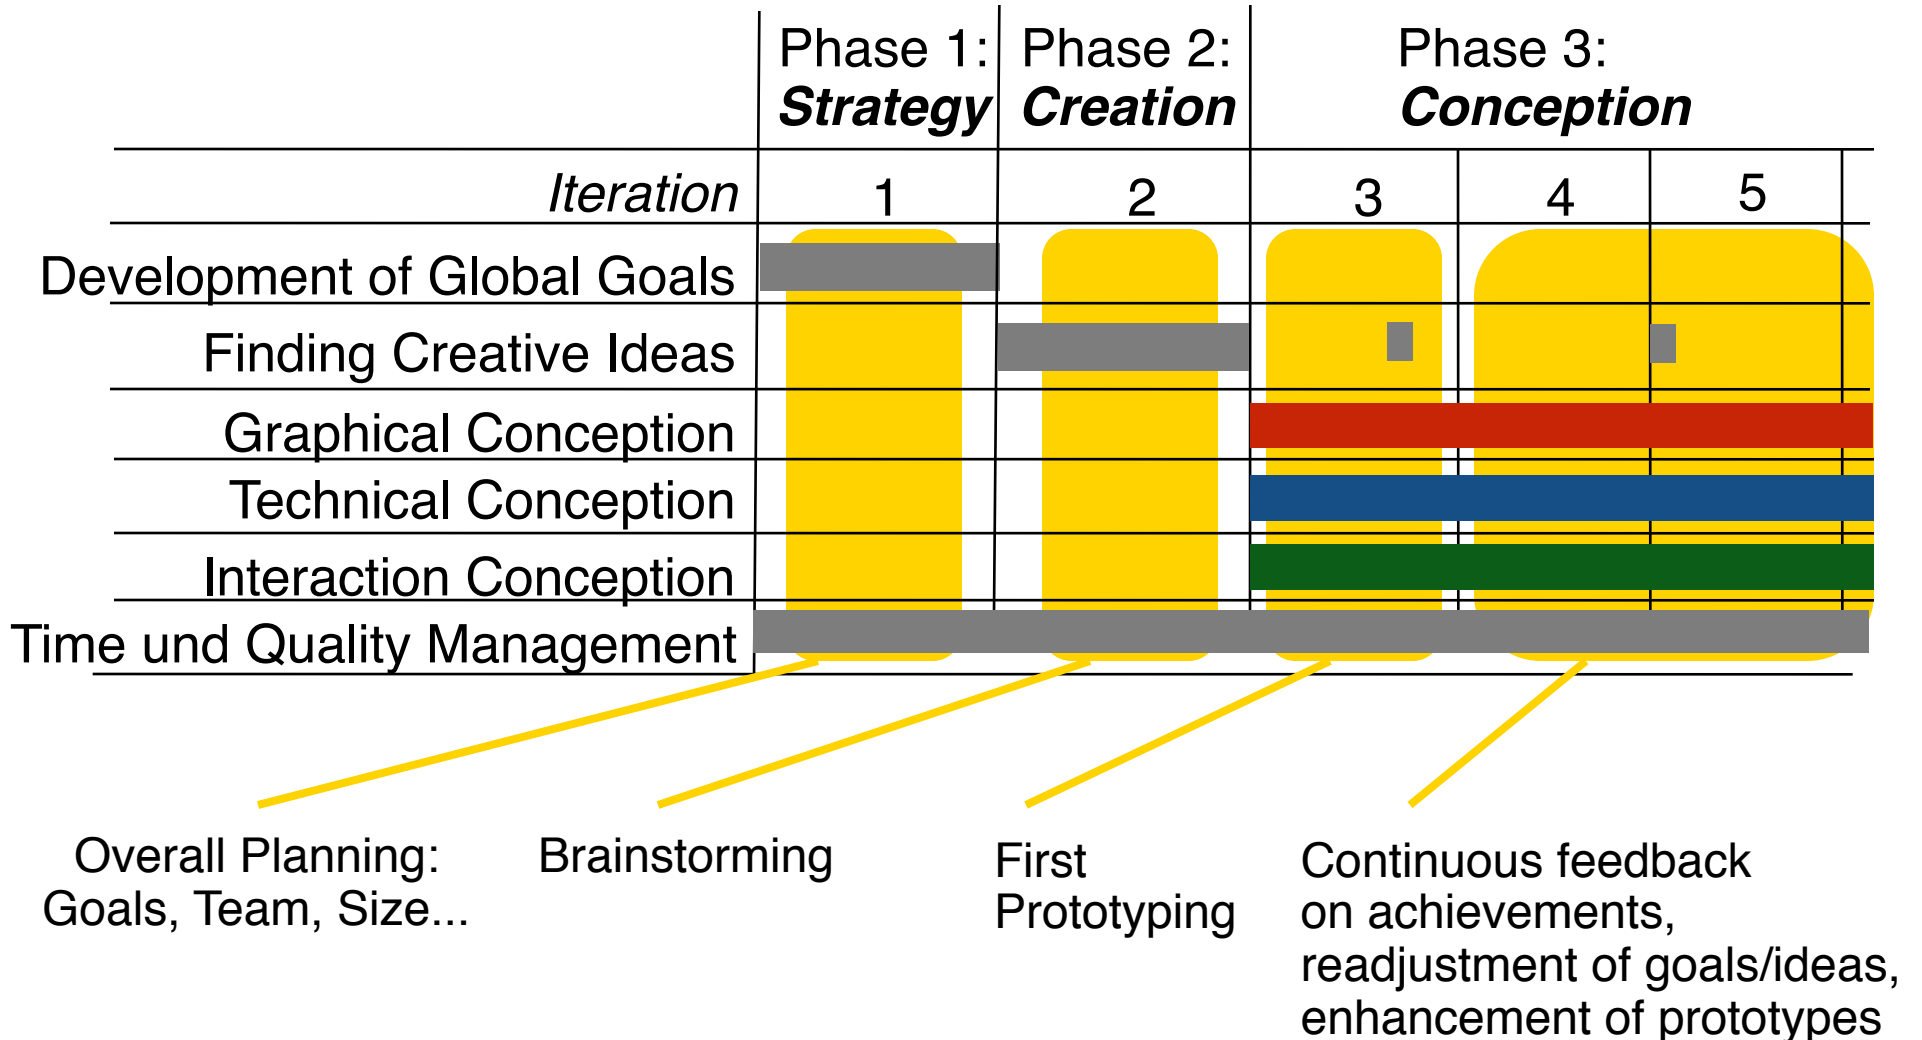 Phase 1: Phase 2: Phase 3:
Strategy Creation Conception
Iteration 1 2 3 4 5
Development of Global Goals
Finding Creative Ideas
Graphical Conception
Technical Conception
Interaction Conception
Time und Quality Management
Overall Planning:
Goals, Team, Size...
Brainstorming
First
Prototyping
Continuous feedback
on achievements,
readjustment of goals/ideas,
enhancement of prototypes